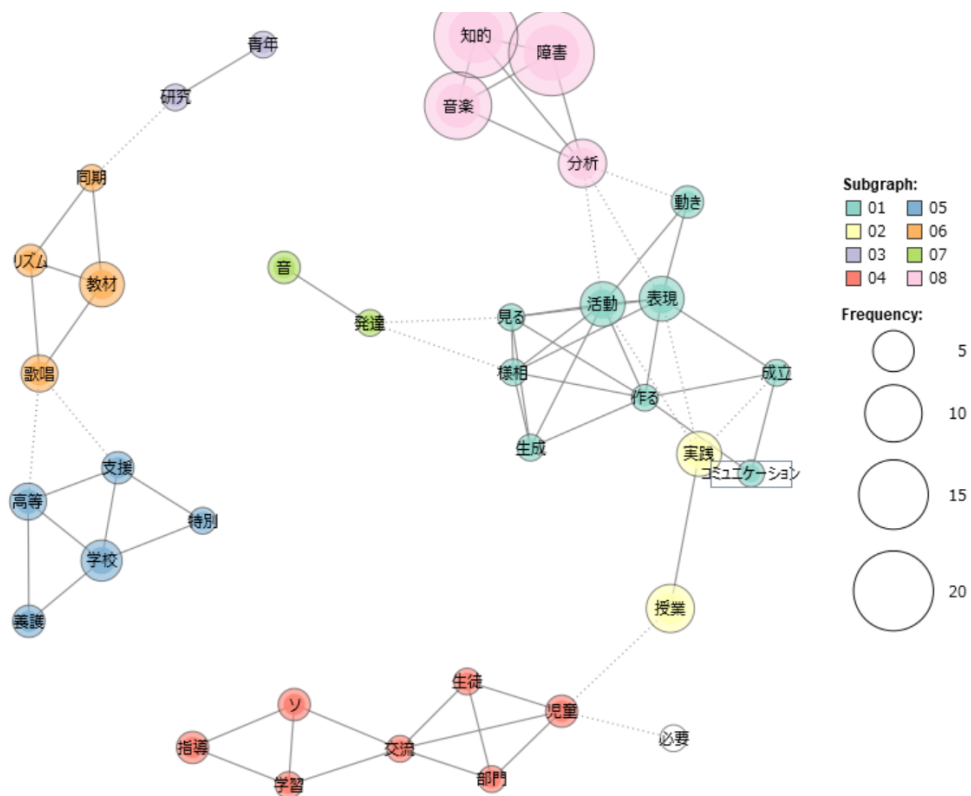 知的
青年
障害
研究
音楽
分析
同期
動き
リズム
音
教材
表現
活動
見る
発達
歌唱
様相
成立
作る
生成
実践
支援
コミュニケーション
高等
特別
学校
授業
義護
生徒
ソ
児童
必要
指導
交流
部門
学習
Subgraph:
01 05
02 06
03 07
04 08
Frequency:
5
10
15
20